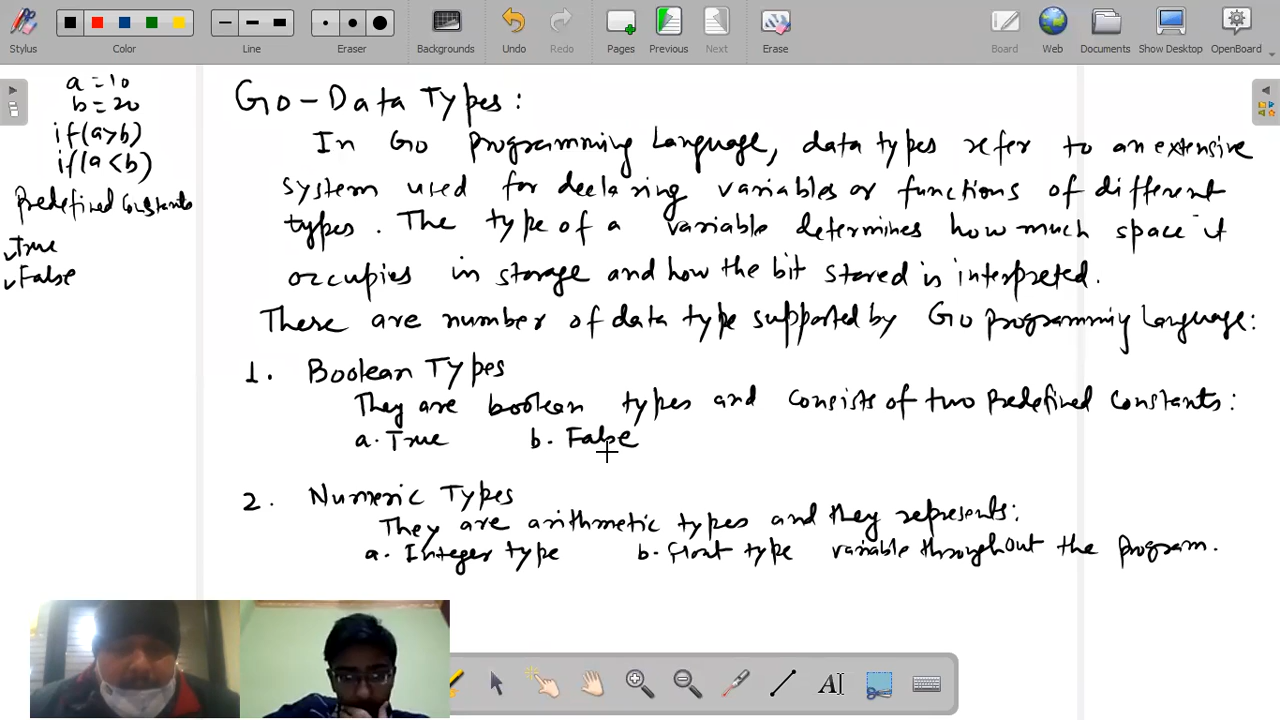 Stylus
Color
Line
Eraser
Backgrounds
Undo
Redo
Pages
Previous
Next
Erase
Board
Web
Documents
Show Desktop
OpenBoard
a = 10
b = 20
if (a>b)
if (a <b)
Predefined Constants
True
False
Go - Data Types :
In Go Programming Language, data types refer to an extensive
system used for declaring variables or functions of different
types. The type of a variable determines how much space it
occupies in storage and how the bit stored is interpreted.
There are number of data type supported by Go programming Language:
1. Boolean Types
They are boolean types and consists of two Predefined Constants:
a. True b. False
2. Numeric Types
They are arithmetic types and they represents:
a. Integer type b. float type variable throughout the program.
AI